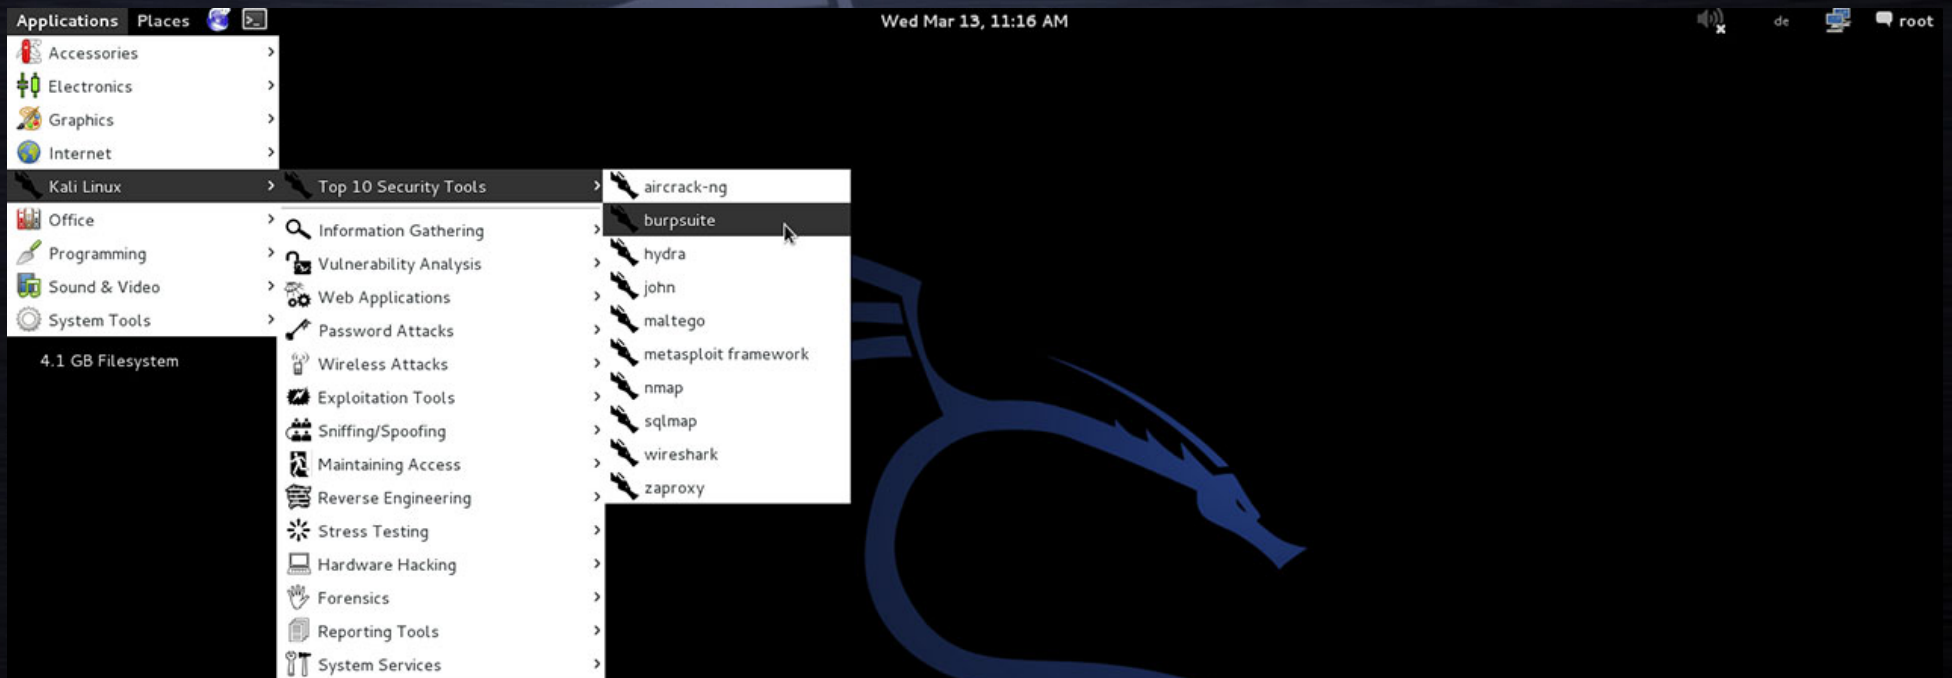 Applications Places Wed Mar 13, 11:16 AM de root
Accessories
Electronics
Graphics
Internet
Kali Linux
Office
Programming
Sound & Video
System Tools
4.1 GB Filesystem
Top 10 Security Tools
Information Gathering
Vulnerability Analysis
Web Applications
Password Attacks
Wireless Attacks
Exploitation Tools
Sniffing/Spoofing
Maintaining Access
Reverse Engineering
Stress Testing
Hardware Hacking
Forensics
Reporting Tools
System Services
aircrack-ng
burpsuite
hydra
john
maltego
metasploit framework
nmap
sqlmap
wireshark
zaproxy